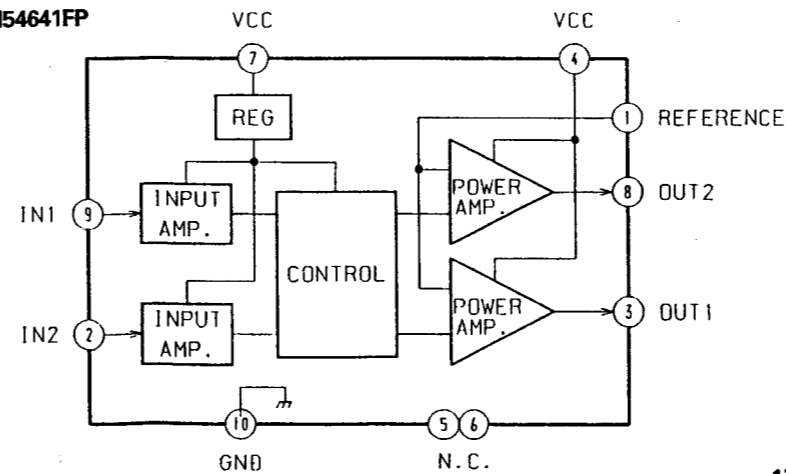 154641FP
VCC
VCC
7
4
REG
1
REFERENCE
IN1
9
INPUT
AMP.
POWER
AMP.
8
OUT2
CONTROL
IN2
2
INPUT
AMP.
POWER
AMP.
3
OUT1
10
5
6
GND
N.C.